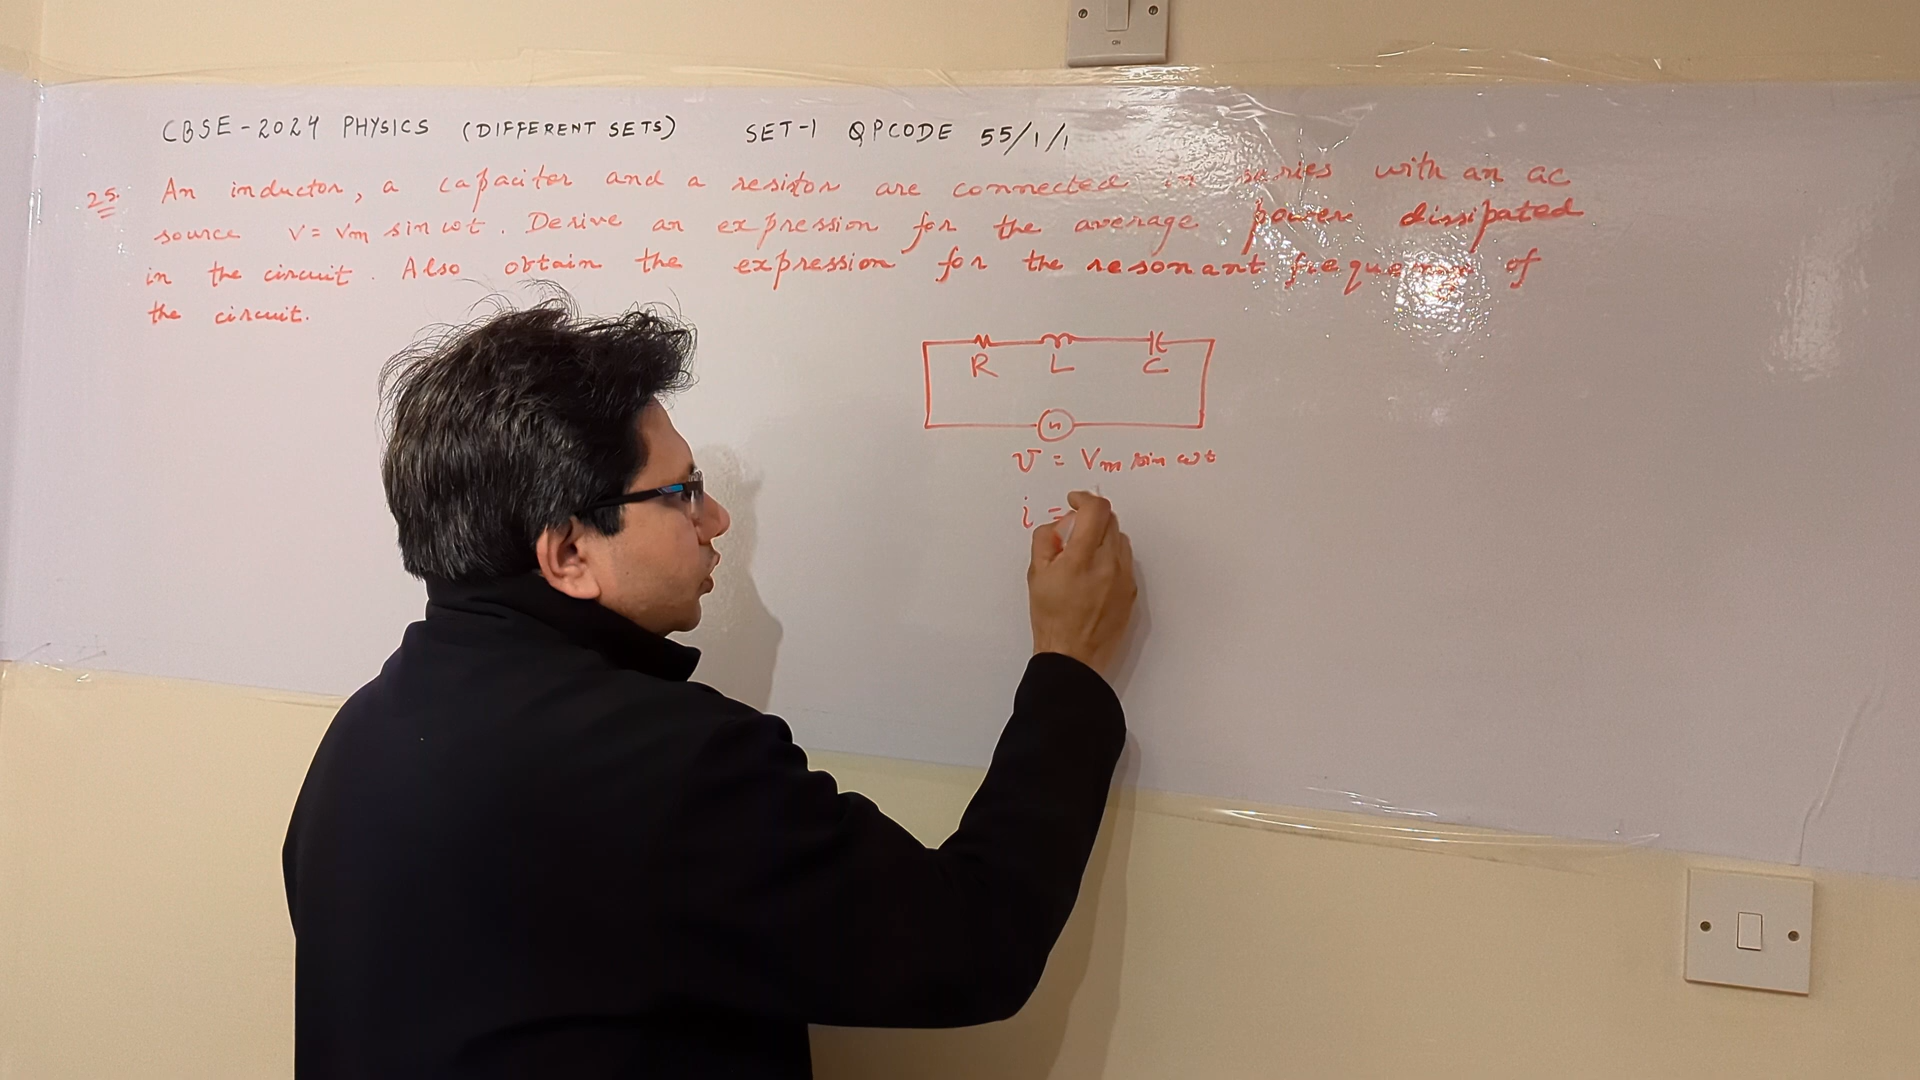 CBSE-2024 PHYSICS (DIFFERENT SETS) SET-1 QPCODE 55/1/1
25. An inductor, a capacitor and a resistor are connected in series with an ac
source v = vm sin ωt. Derive an expression for the average power dissipated
in the circuit. Also obtain the expression for the resonant frequency of
the circuit.
R L C
v = Vm sin ωt
i =